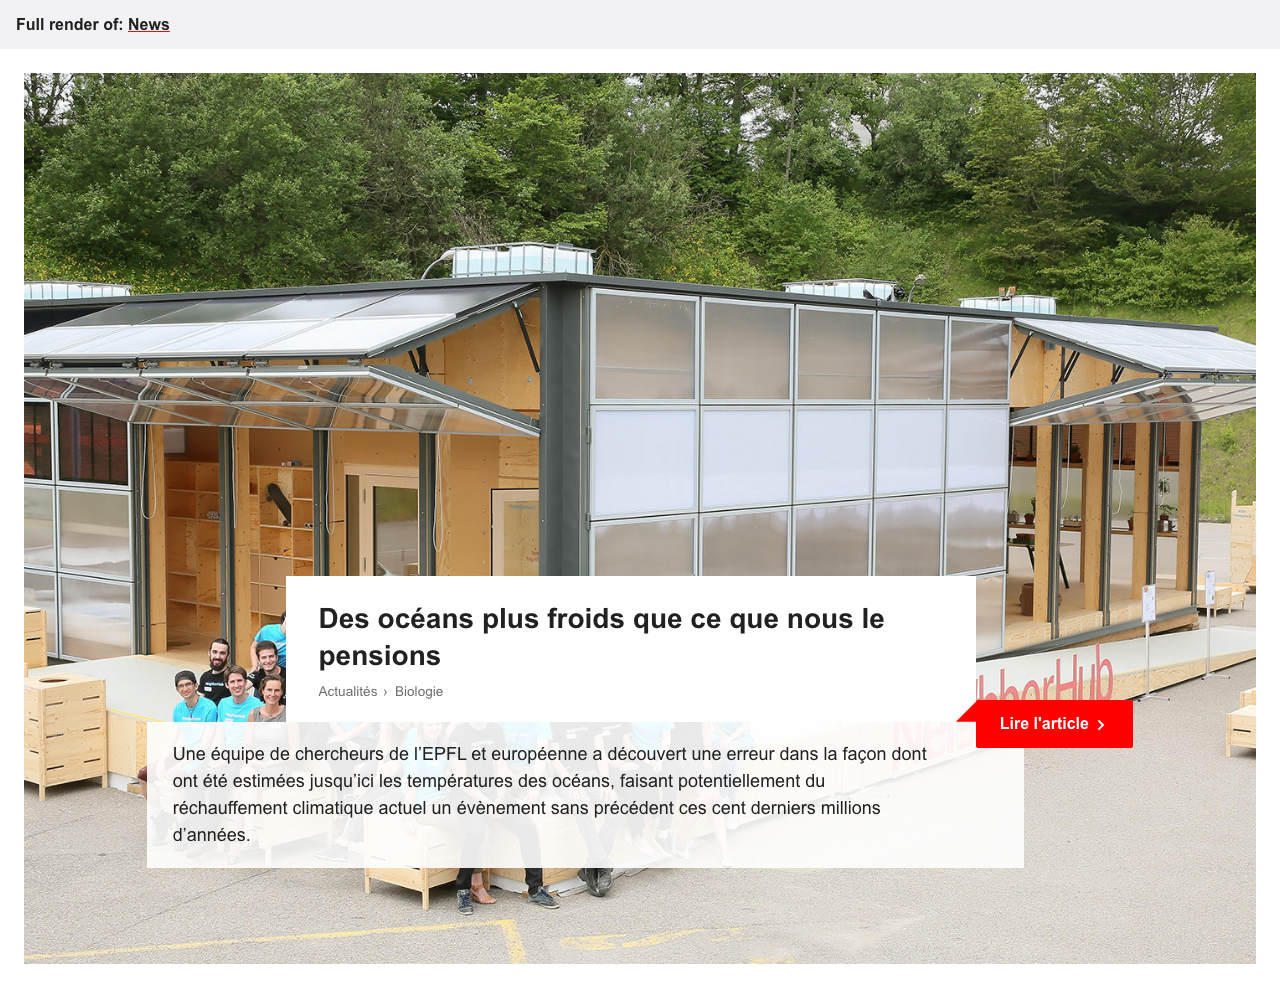 Full render of: News
Des océans plus froids que ce que nous le
pensions
Actualités › Biologie
NeighborHub
Lire l'article ›
Une équipe de chercheurs de l’EPFL et européenne a découvert une erreur dans la façon dont
ont été estimées jusqu’ici les températures des océans, faisant potentiellement du
réchauffement climatique actuel un évènement sans précédent ces cent derniers millions
d’années.